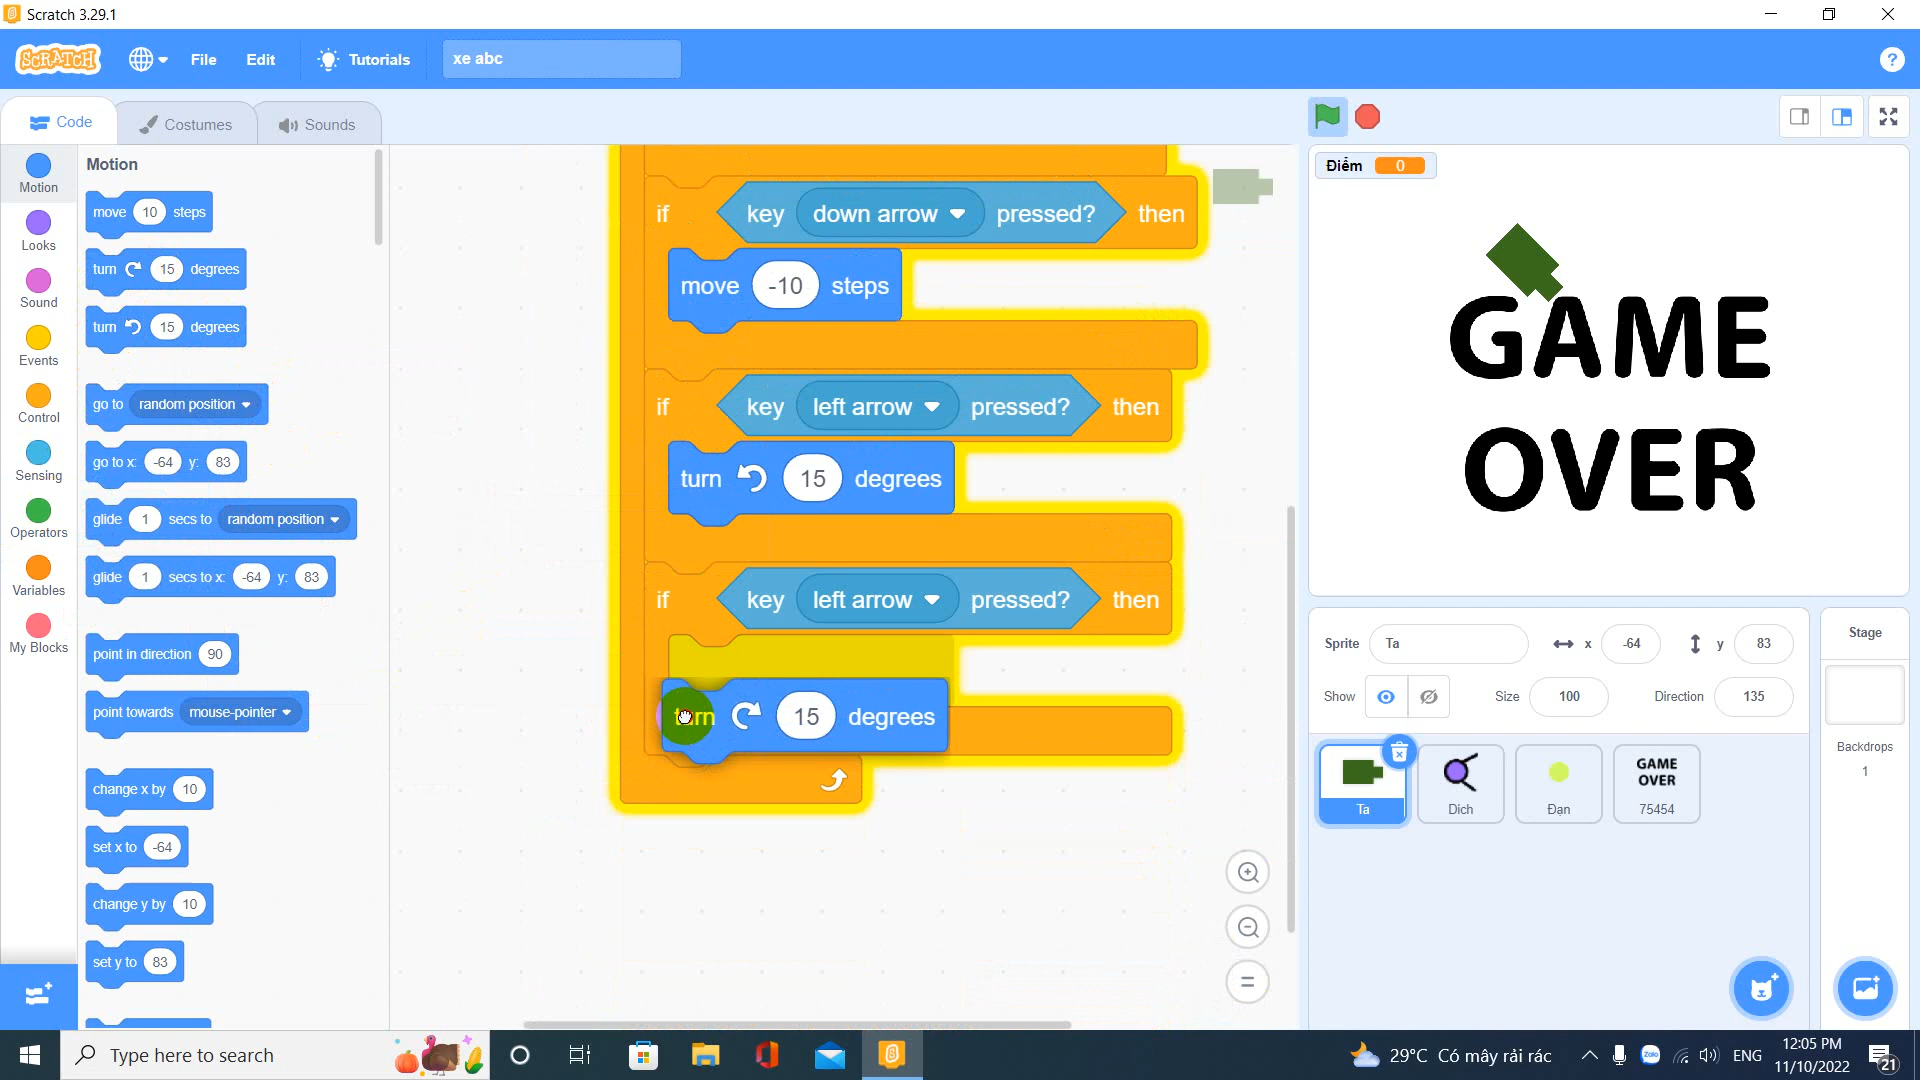 Scratch 3.29.1
SCRATCH
File
Edit
Tutorials
xe abc
?
Code
Costumes
Sounds
Motion
Looks
Sound
Events
Control
Sensing
Operators
Variables
My Blocks
Motion
move 10 steps
turn 15 degrees
turn 15 degrees
go to random position
go to x: -64 y: 83
glide 1 secs to random position
glide 1 secs to x: -64 y: 83
point in direction 90
point towards mouse-pointer
change x by 10
set x to -64
change y by 10
set y to 83
if key down arrow pressed? then
move -10 steps
if key left arrow pressed? then
turn 15 degrees
if key left arrow pressed? then
turn 15 degrees
Điểm 0
GAME
OVER
Sprite Ta x -64 y 83
Show Size 100 Direction 135
Ta
Dich
Đạn
GAME
OVER
75454
Stage
Backdrops
1
Type here to search
29°C Có mây rải rác
Zalo
ENG
12:05 PM
11/10/2022
21